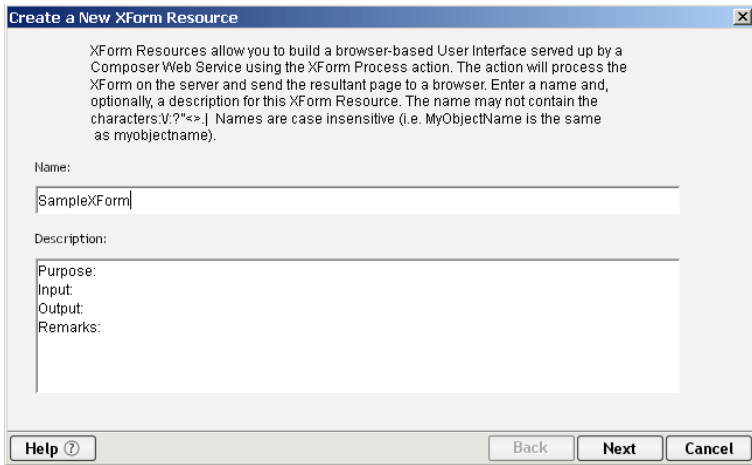 Create a New XForm Resource
XForm Resources allow you to build a browser-based User Interface served up by a
Composer Web Service using the XForm Process action. The action will process the
XForm on the server and send the resultant page to a browser. Enter a name and,
optionally, a description for this XForm Resource. The name may not contain the
characters:\/:?"<>.| Names are case insensitive (i.e. MyObjectName is the same
as myobjectname).
Name:
SampleXForm
Description:
Purpose:
Input:
Output:
Remarks:
Help ?
Back
Next
Cancel